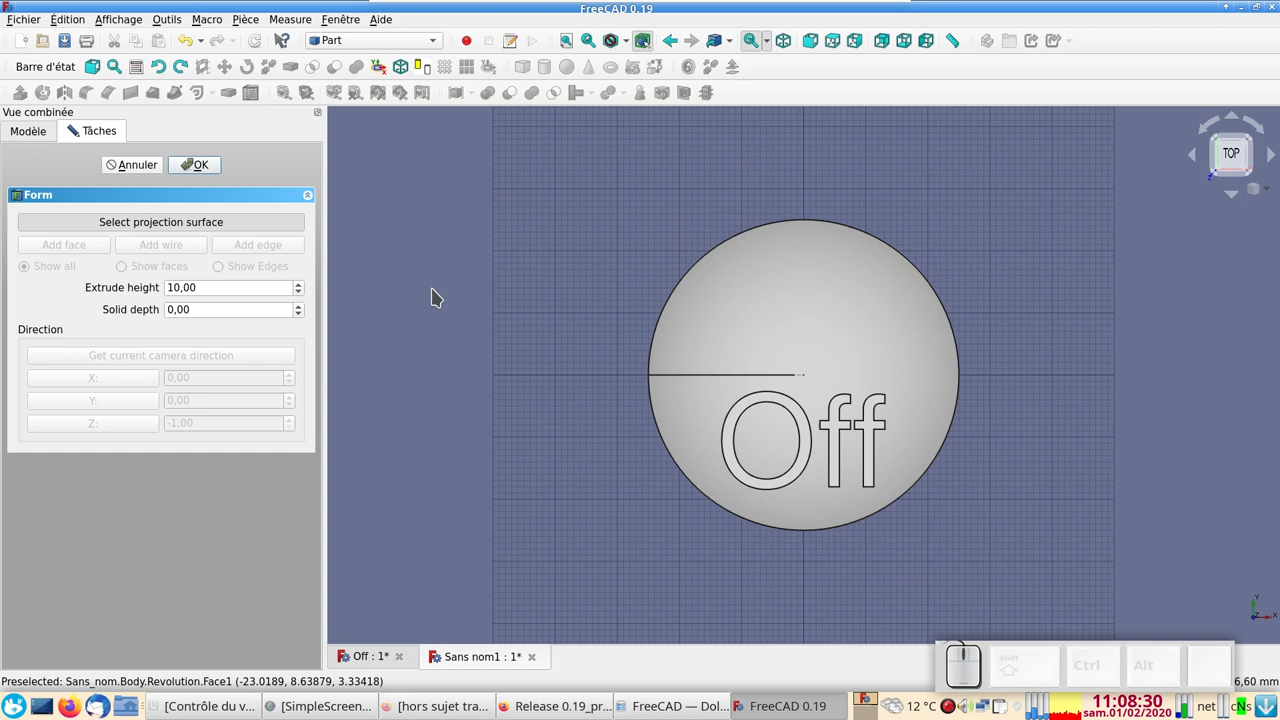 FreeCAD 0.19
Fichier Édition Affichage Outils Macro Pièce Measure Fenêtre Aide
Part
Barre d'état
Vue combinée
Modèle Tâches
Annuler OK
Form
Select projection surface
Add face Add wire Add edge
Show all Show faces Show Edges
Extrude height 10,00
Solid depth 0,00
Direction
Get current camera direction
X: 0,00
Y: 0,00
Z: -1,00
TOP
Off
Y
Z X
Off : 1* Sans nom1 : 1*
Shift Ctrl Alt
Preselected: Sans_nom.Body.Revolution.Face1 (-23.0189, 8.63879, 3.33418) 6,60 mm
[Contrôle du v... [SImpleScreen... [hors sujet tra... Release 0.19_pr... FreeCAD — Dol... FreeCAD 0.19 12 °C 11:08:30 net cNs
sam.01/02/2020